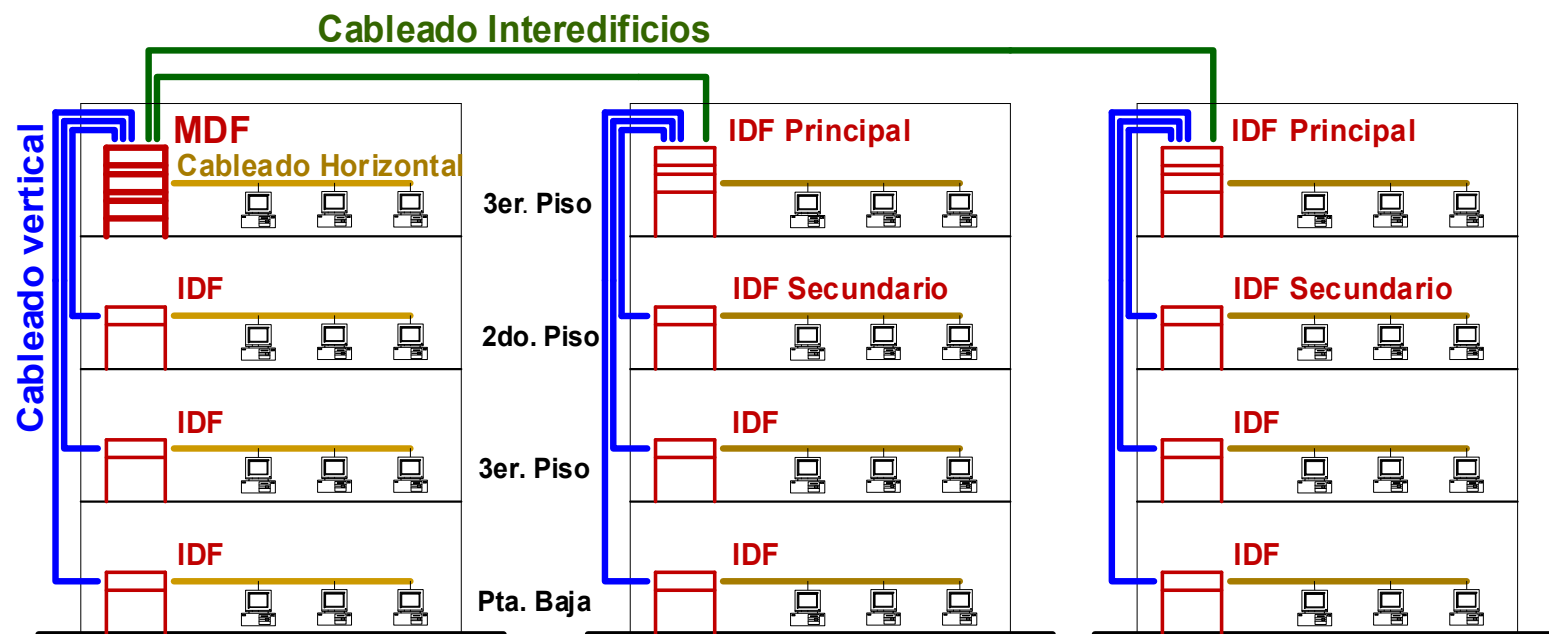 Cableado Interedificios
MDF
IDF Principal
IDF Principal
Cableado Horizontal
Cableado vertical
3er. Piso
IDF
IDF Secundario
IDF Secundario
2do. Piso
IDF
IDF
IDF
3er. Piso
IDF
IDF
IDF
Pta. Baja